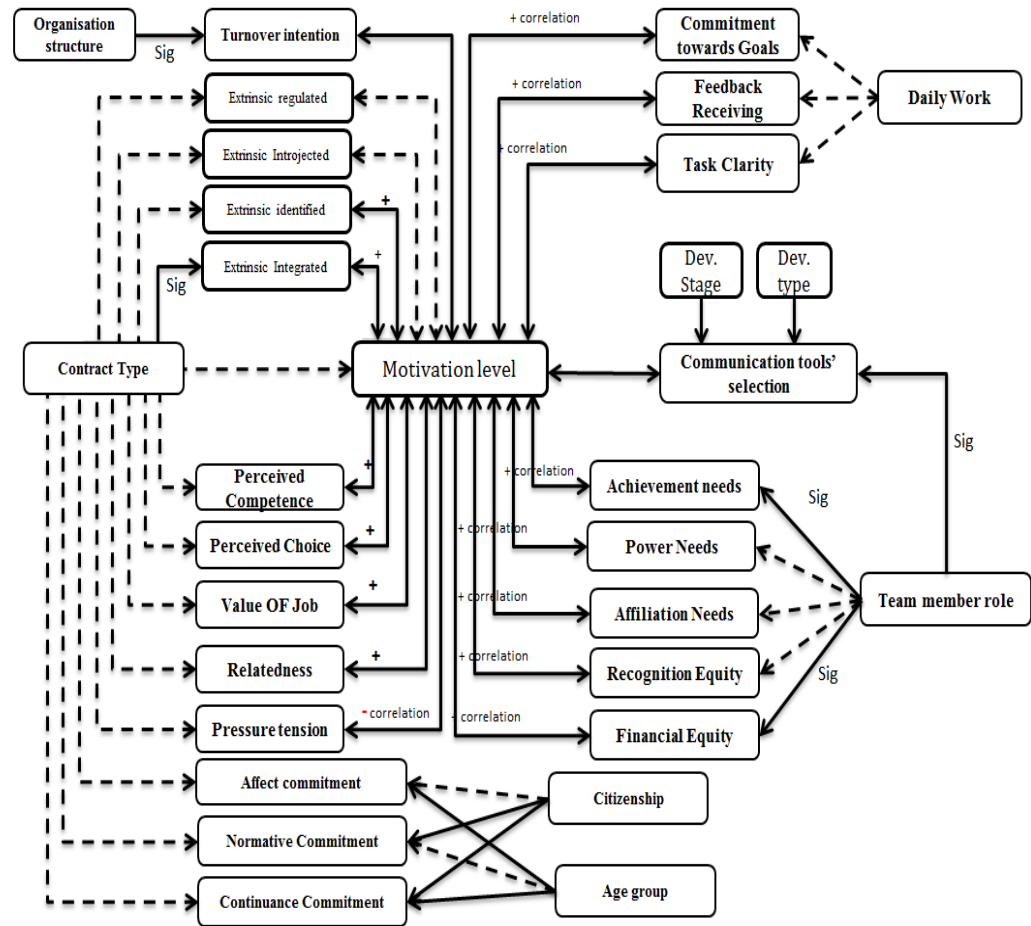 Organisation
structure
Sig
Turnover intention
+ correlation
Commitment
towards Goals
Extrinsic regulated
+ correlation
Feedback
Receiving
Daily Work
Extrinsic Introjected
+ correlation
Task Clarity
Extrinsic identified
+
Extrinsic Integrated
+
Sig
Dev.
Stage
Dev.
type
Contract Type
Motivation level
Communication tools'
selection
Sig
Perceived
Competence
+
+ correlation
Achievement needs
Sig
Perceived Choice
+
+ correlation
Power Needs
Value OF Job
+
+ correlation
Affiliation Needs
Team member role
Relatedness
+
+ correlation
Recognition Equity
Sig
Pressure tension
- correlation
correlation
Financial Equity
Affect commitment
Citizenship
Normative Commitment
Continuance Commitment
Age group